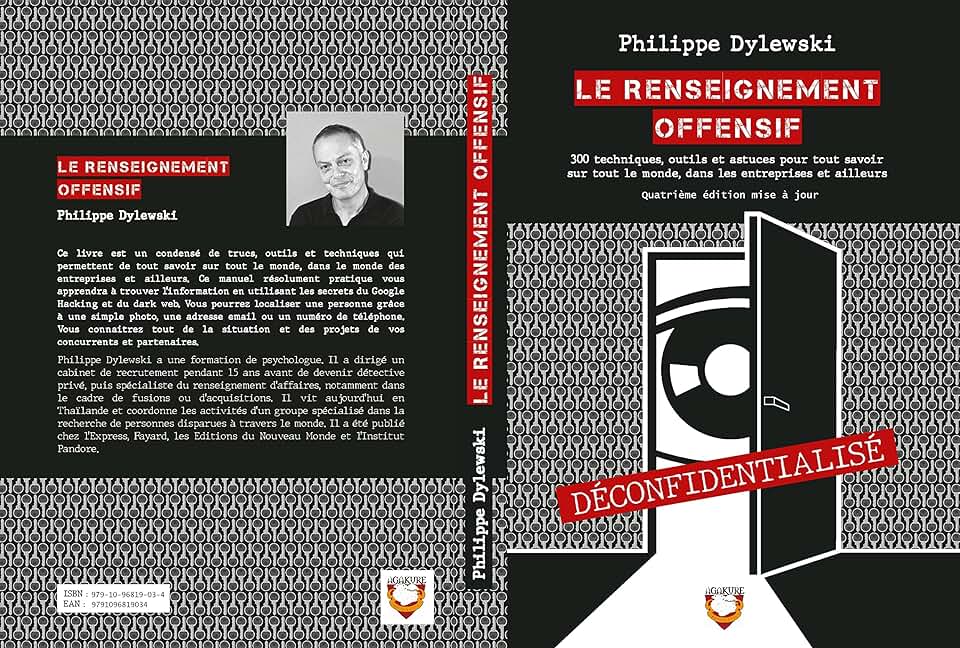 LE RENSEIGNEMENT
OFFENSIF
Philippe Dylewski
Ce livre est un condensé de trucs, outils et techniques qui
permettent de tout savoir sur tout le monde, dans le monde des
entreprises et ailleurs. Ce manuel résolument pratique vous
apprendra à trouver l'information en utilisant les secrets du Google
Hacking et du dark web. Vous pourrez localiser une personne grâce
à une simple photo, une adresse email ou un numéro de téléphone.
Vous connaitrez tout de la situation et des projets de vos
concurrents et partenaires.
Philippe Dylewski a une formation de psychologue. Il a dirigé un
cabinet de recrutement pendant 15 ans avant de devenir détective
privé, puis spécialiste du renseignement d'affaires, notamment dans
le cadre de fusions ou d'acquisitions. Il vit aujourd'hui en
Thaïlande et coordonne les activités d'un groupe spécialisé dans la
recherche de personnes disparues à travers le monde. Il a été publié
chez l'Express, Fayard, les Editions du Nouveau Monde et l'Institut
Pandore.
ISBN : 979-10-96819-03-4
EAN : 9791096819034
AGAKURE
LE RENSEIGNEMENT OFFENSIF
Philippe Dylewski
Philippe Dylewski
LE RENSEIGNEMENT
OFFENSIF
300 techniques, outils et astuces pour tout savoir
sur tout le monde, dans les entreprises et ailleurs
Quatrième édition mise à jour
DÉCONFIDENTIALISÉ
AGAKURE